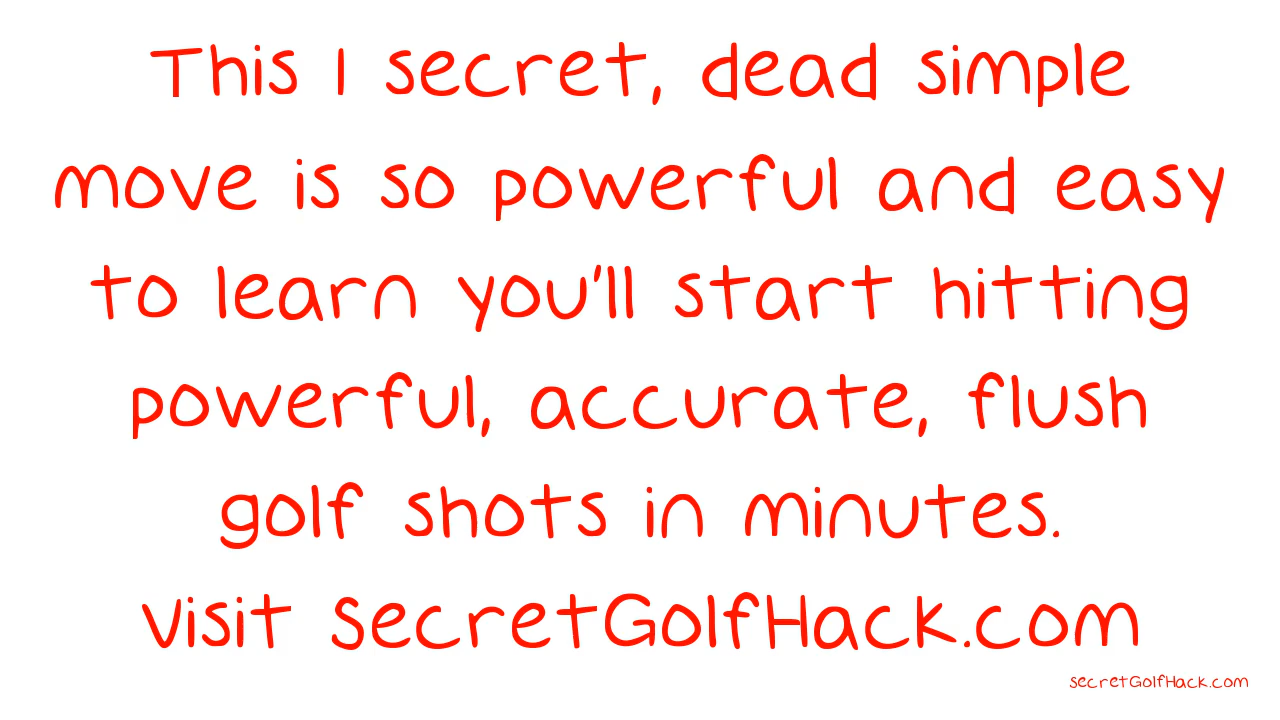 This 1 secret, dead simple
move is so powerful and easy
to learn you'll start hitting
powerful, accurate, flush
golf shots in minutes.
Visit SecretGolfHack.com
secretGolfHack.com